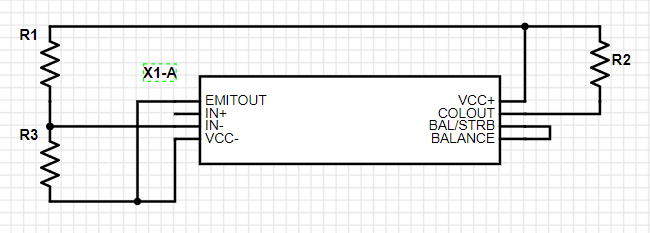 R1
R2
X1-A
EMITOUT
IN+
IN-
VCC-
VCC+
COLOUT
BAL/STRB
BALANCE
R3